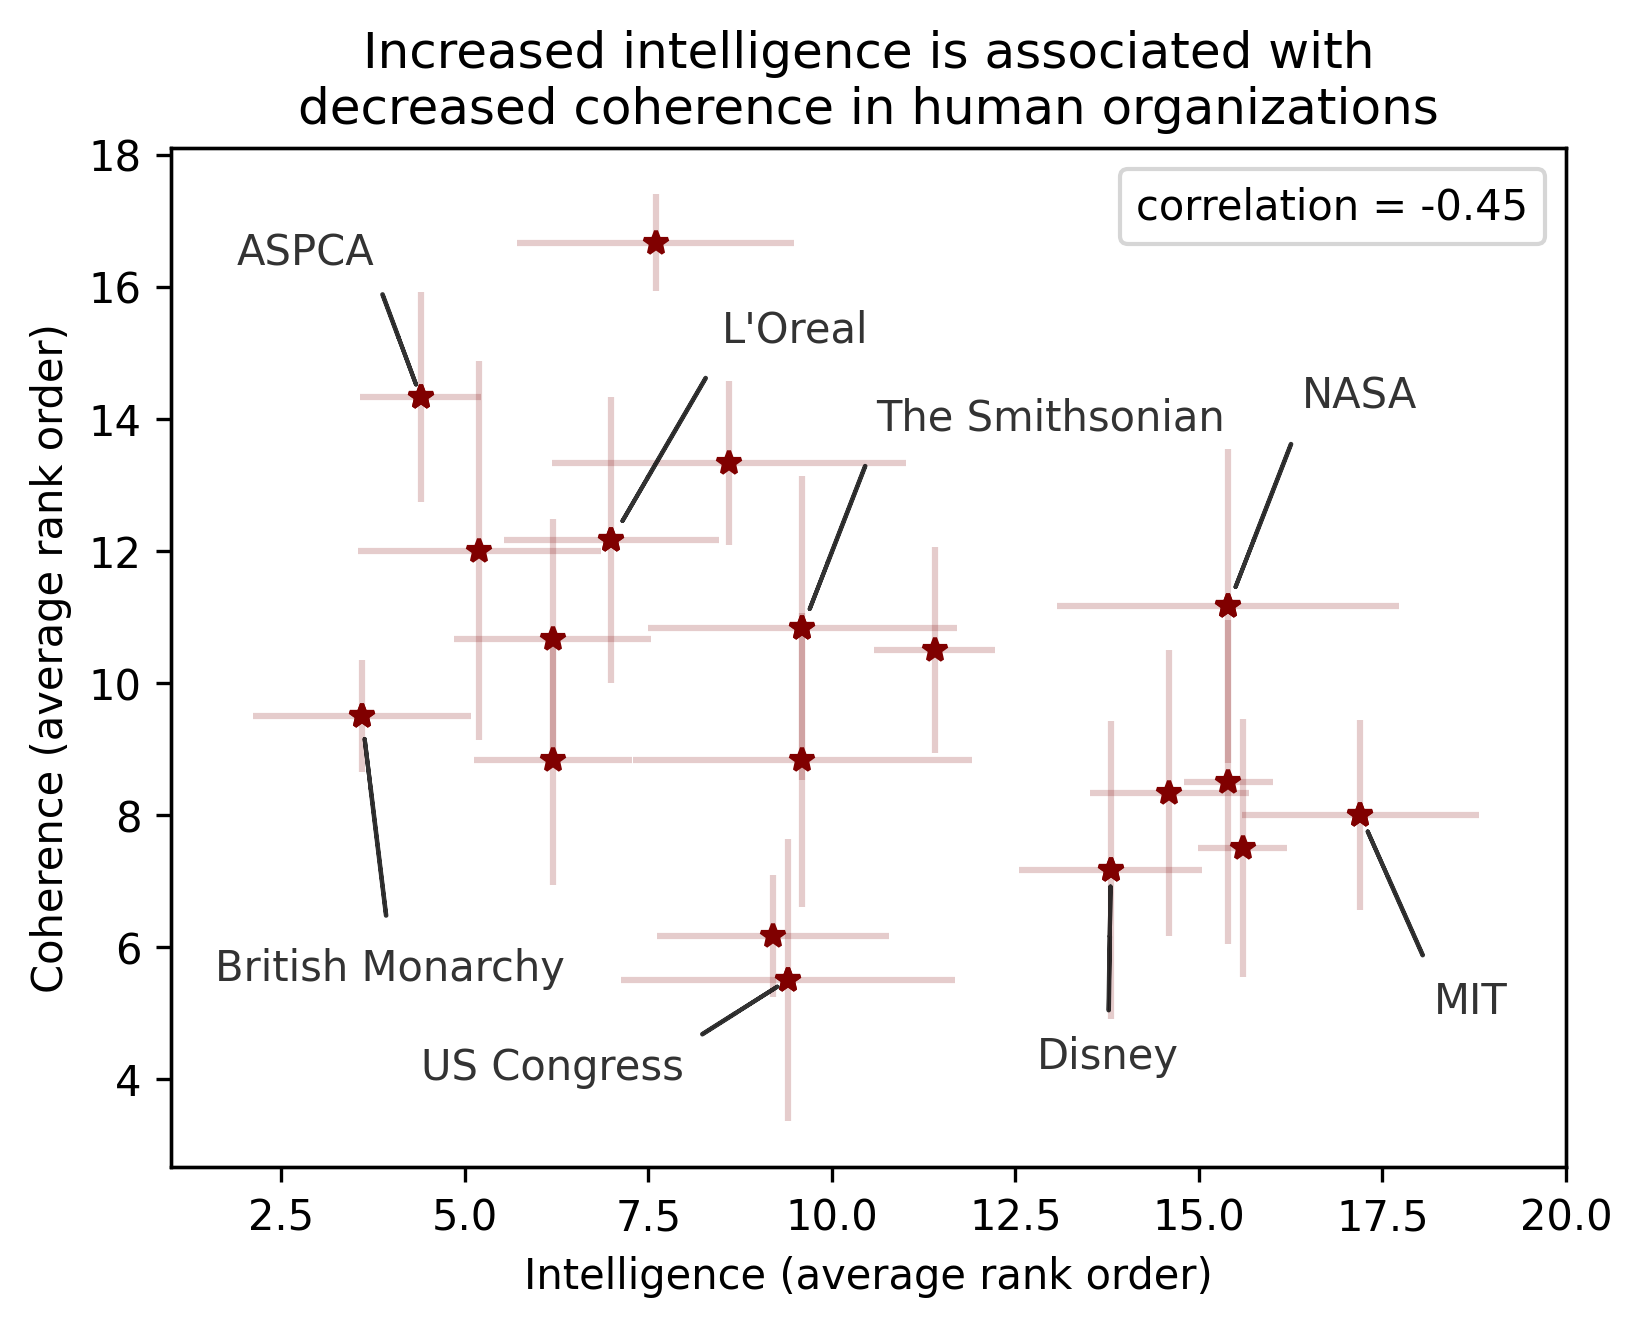 Increased intelligence is associated with
decreased coherence in human organizations
correlation = -0.45
ASPCA
L'Oreal
NASA
The Smithsonian
British Monarchy
US Congress
Disney
MIT
Coherence (average rank order)
18
16
14
12
10
8
6
4
2.5 5.0 7.5 10.0 12.5 15.0 17.5 20.0
Intelligence (average rank order)